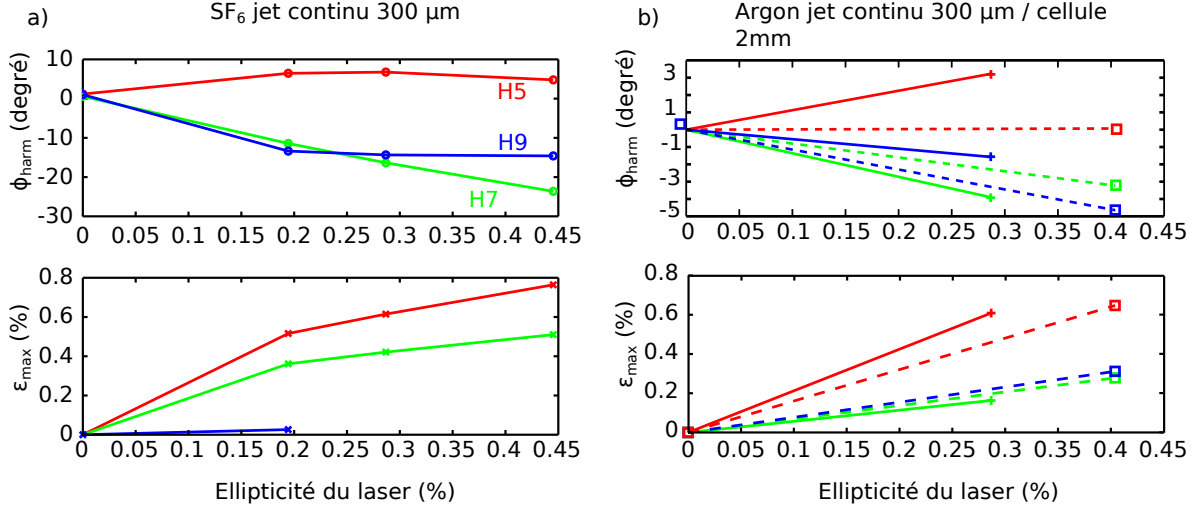 a)
SF6 jet continu 300 µm
ϕharm (degré)
10
0
-10
-20
-30
H5
H9
H7
0 0.05 0.1 0.15 0.2 0.25 0.3 0.35 0.4 0.45
εmax (%)
0.8
0.6
0.4
0.2
0
0 0.05 0.1 0.15 0.2 0.25 0.3 0.35 0.4 0.45
Ellipticité du laser (%)
b)
Argon jet continu 300 µm / cellule
2mm
ϕharm (degré)
3
1
-1
-3
-5
0 0.05 0.1 0.15 0.2 0.25 0.3 0.35 0.4 0.45
εmax (%)
0.8
0.6
0.4
0.2
0
0 0.05 0.1 0.15 0.2 0.25 0.3 0.35 0.4 0.45
Ellipticité du laser (%)